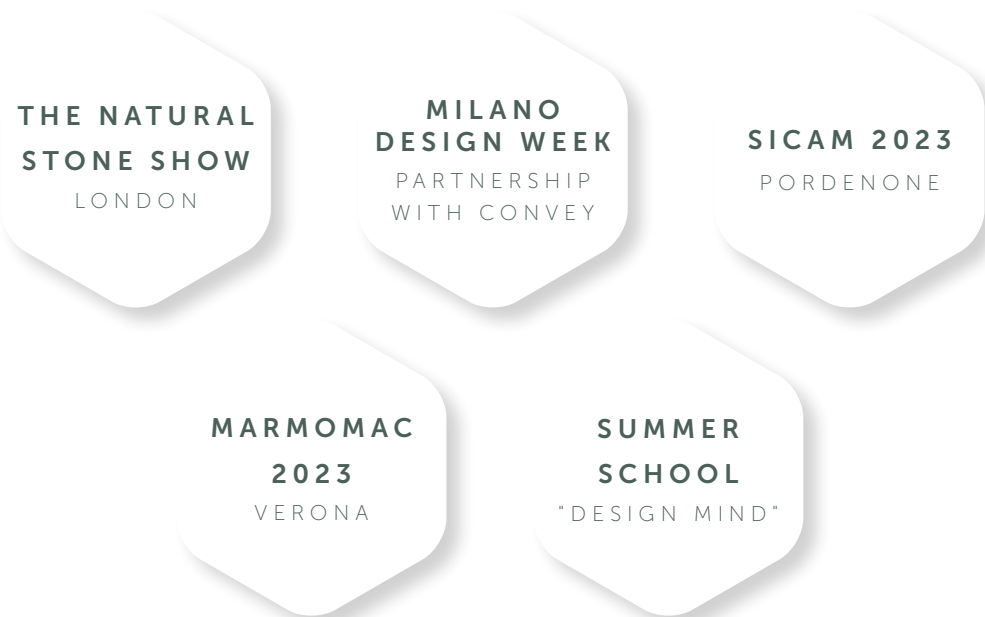 THE NATURAL
STONE SHOW
LONDON
MILANO
DESIGN WEEK
PARTNERSHIP
WITH CONVEY
SICAM 2023
PORDENONE
MARMOMAC
2023
VERONA
SUMMER
SCHOOL
"DESIGN MIND"